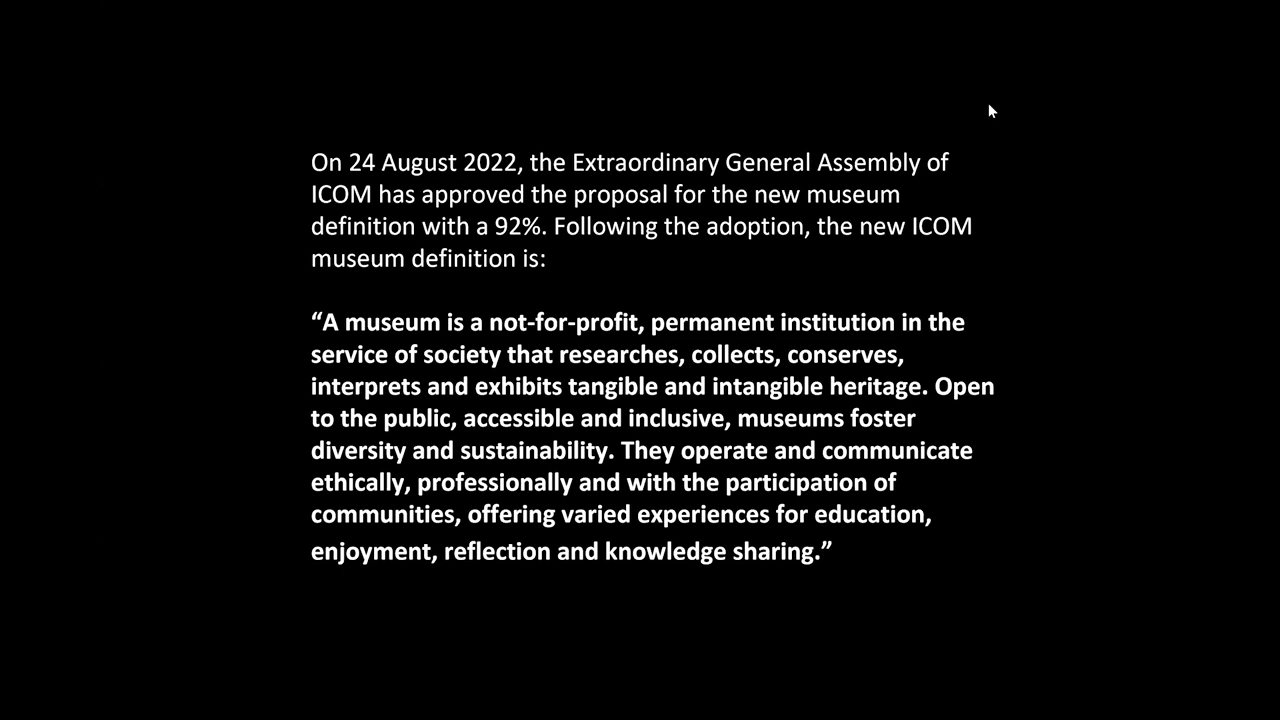 On 24 August 2022, the Extraordinary General Assembly of
ICOM has approved the proposal for the new museum
definition with a 92%. Following the adoption, the new ICOM
museum definition is:
“A museum is a not-for-profit, permanent institution in the
service of society that researches, collects, conserves,
interprets and exhibits tangible and intangible heritage. Open
to the public, accessible and inclusive, museums foster
diversity and sustainability. They operate and communicate
ethically, professionally and with the participation of
communities, offering varied experiences for education,
enjoyment, reflection and knowledge sharing.”